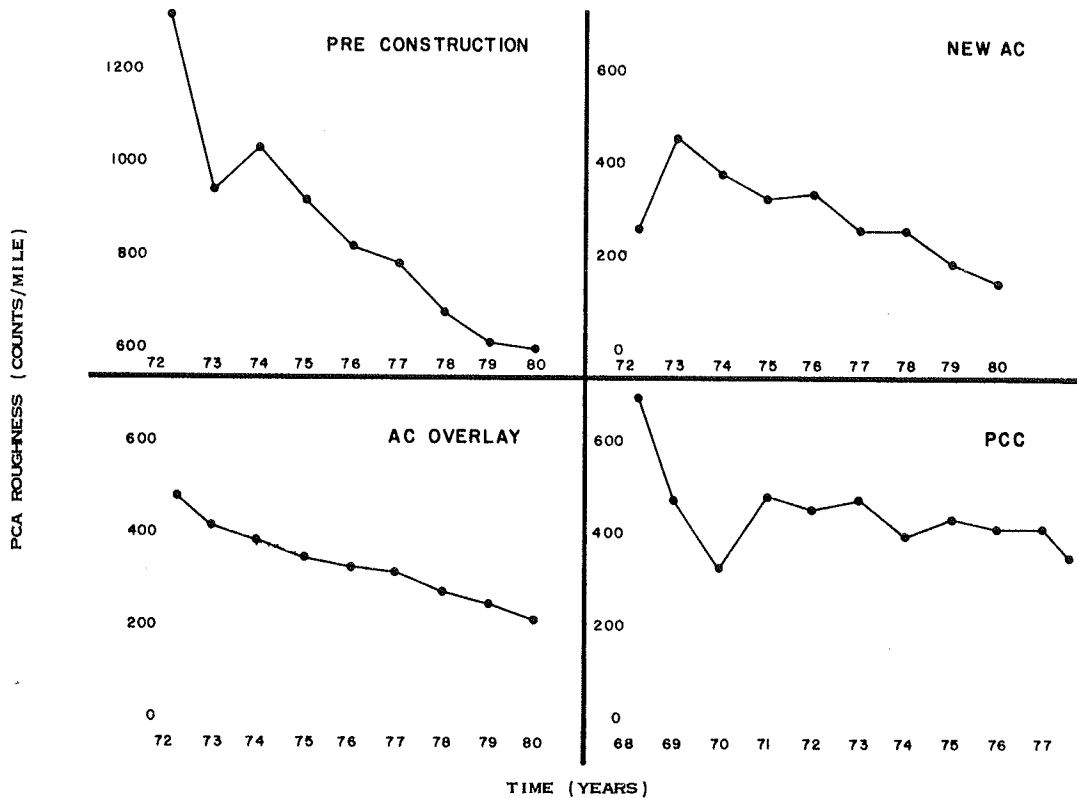 PRE CONSTRUCTION
1200
1000
800
600
72 73 74 75 76 77 78 79 80
NEW AC
600
400
200
0
72 73 74 75 76 77 78 79 80
AC OVERLAY
600
400
200
0
72 73 74 75 76 77 78 79 80
PCC
600
400
200
0
68 69 70 71 72 73 74 75 76 77
PCA ROUGHNESS (COUNTS/MILE)
TIME (YEARS)